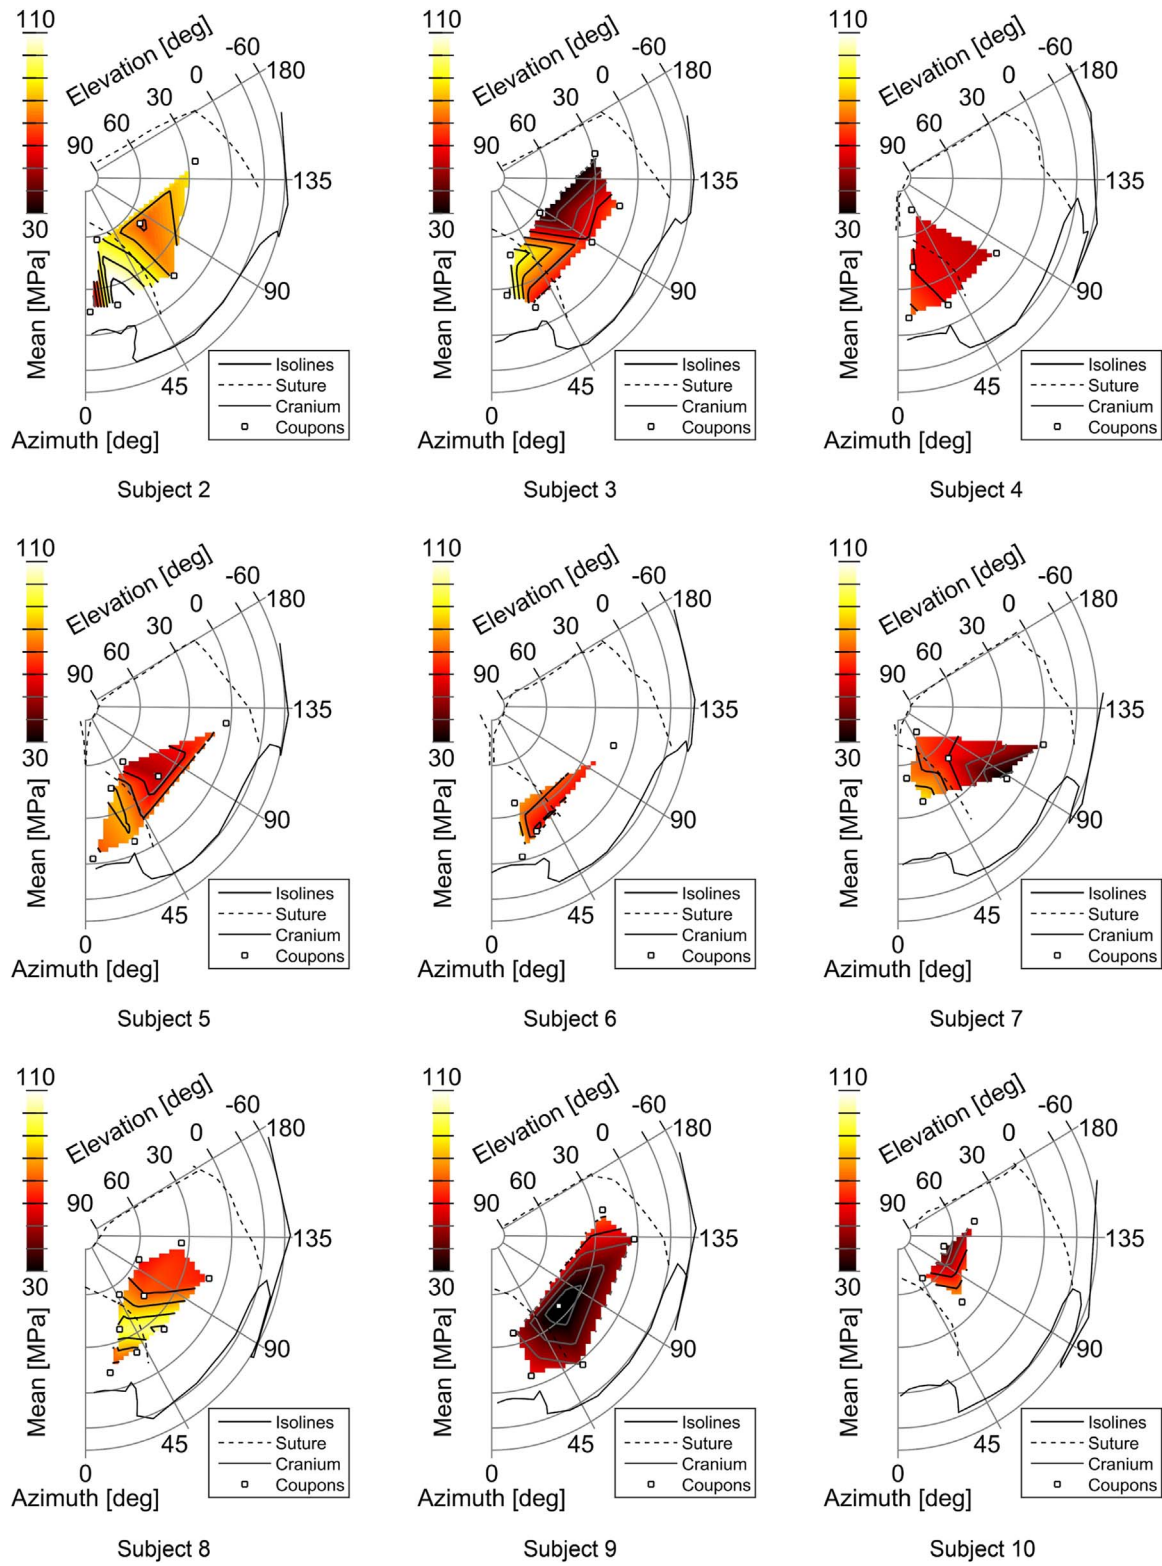 110
Elevation [deg]
-60
0
180
30
60
90
135
30
Mean [MPa]
90
45
0
Azimuth [deg]
Isolines
Suture
Cranium
Coupons
Subject 2
110
Elevation [deg]
-60
0
180
30
60
90
135
30
Mean [MPa]
90
45
0
Azimuth [deg]
Isolines
Suture
Cranium
Coupons
Subject 3
110
Elevation [deg]
-60
0
180
30
60
90
135
30
Mean [MPa]
90
45
0
Azimuth [deg]
Isolines
Suture
Cranium
Coupons
Subject 4
110
Elevation [deg]
-60
0
180
30
60
90
135
30
Mean [MPa]
90
45
0
Azimuth [deg]
Isolines
Suture
Cranium
Coupons
Subject 5
110
Elevation [deg]
-60
0
180
30
60
90
135
30
Mean [MPa]
90
45
0
Azimuth [deg]
Isolines
Suture
Cranium
Coupons
Subject 6
110
Elevation [deg]
-60
0
180
30
60
90
135
30
Mean [MPa]
90
45
0
Azimuth [deg]
Isolines
Suture
Cranium
Coupons
Subject 7
110
Elevation [deg]
-60
0
180
30
60
90
135
30
Mean [MPa]
90
45
0
Azimuth [deg]
Isolines
Suture
Cranium
Coupons
Subject 8
110
Elevation [deg]
-60
0
180
30
60
90
135
30
Mean [MPa]
90
45
0
Azimuth [deg]
Isolines
Suture
Cranium
Coupons
Subject 9
110
Elevation [deg]
-60
0
180
30
60
90
135
30
Mean [MPa]
90
45
0
Azimuth [deg]
Isolines
Suture
Cranium
Coupons
Subject 10